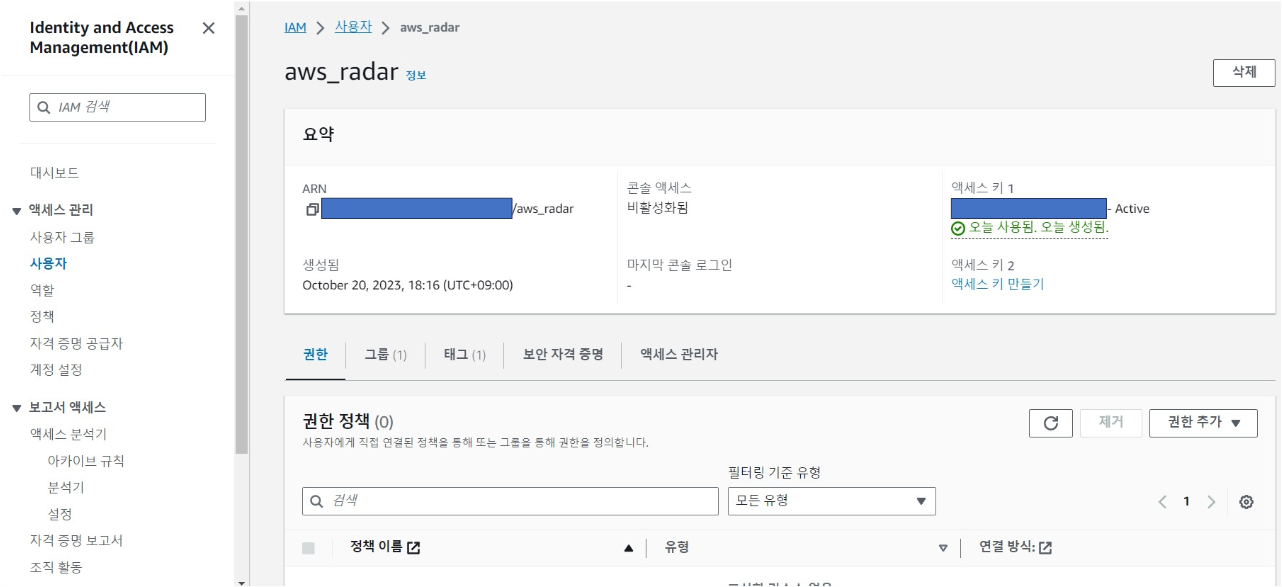 Identity and Access
Management(IAM)
IAM 검색
대시보드
액세스 관리
사용자 그룹
사용자
역할
정책
자격 증명 공급자
계정 설정
보고서 액세스
액세스 분석기
아카이브 규칙
분석기
설정
자격 증명 보고서
조직 활동
IAM > 사용자 > aws_radar
aws_radar 정보
삭제
요약
ARN
/aws_radar
콘솔 액세스
비활성화됨
액세스 키 1
- Active
오늘 사용됨. 오늘 생성됨.
생성됨
October 20, 2023, 18:16 (UTC+09:00)
마지막 콘솔 로그인
-
액세스 키 2
액세스 키 만들기
권한 그룹 (1) 태그 (1) 보안 자격 증명 액세스 관리자
권한 정책 (0)
사용자에게 직접 연결된 정책을 통해 또는 그룹을 통해 권한을 정의합니다.
제거
권한 추가
필터링 기준 유형
검색
모든 유형
1
정책 이름 유형 연결 방식: